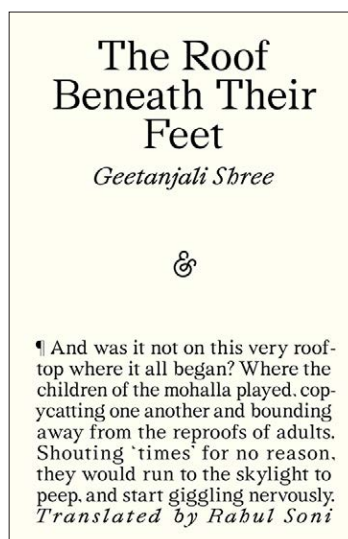 The Roof
Beneath Their
Feet
Geetanjali Shree
&
¶ And was it not on this very roof-
top where it all began? Where the
children of the mohalla played, cop-
ycatting one another and bounding
away from the reproofs of adults.
Shouting ‛times‛ for no reason,
they would run to the skylight to
peep, and start giggling nervously.
Translated by Rahul Soni